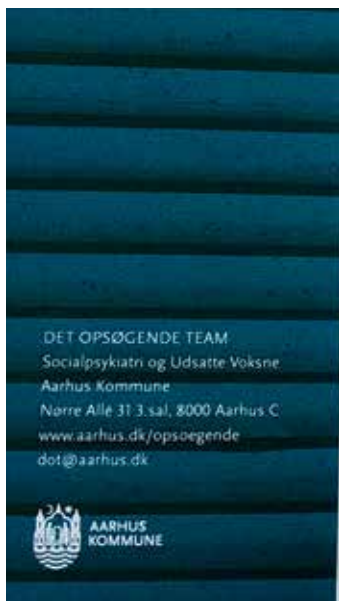 DET OPSØGENDE TEAM
Socialpsykiatri og Udsatte Voksne
Aarhus Kommune
Nørre Allé 31 3.sal, 8000 Aarhus C
www.aarhus.dk/opsoegende
dot@aarhus.dk
AARHUS
KOMMUNE